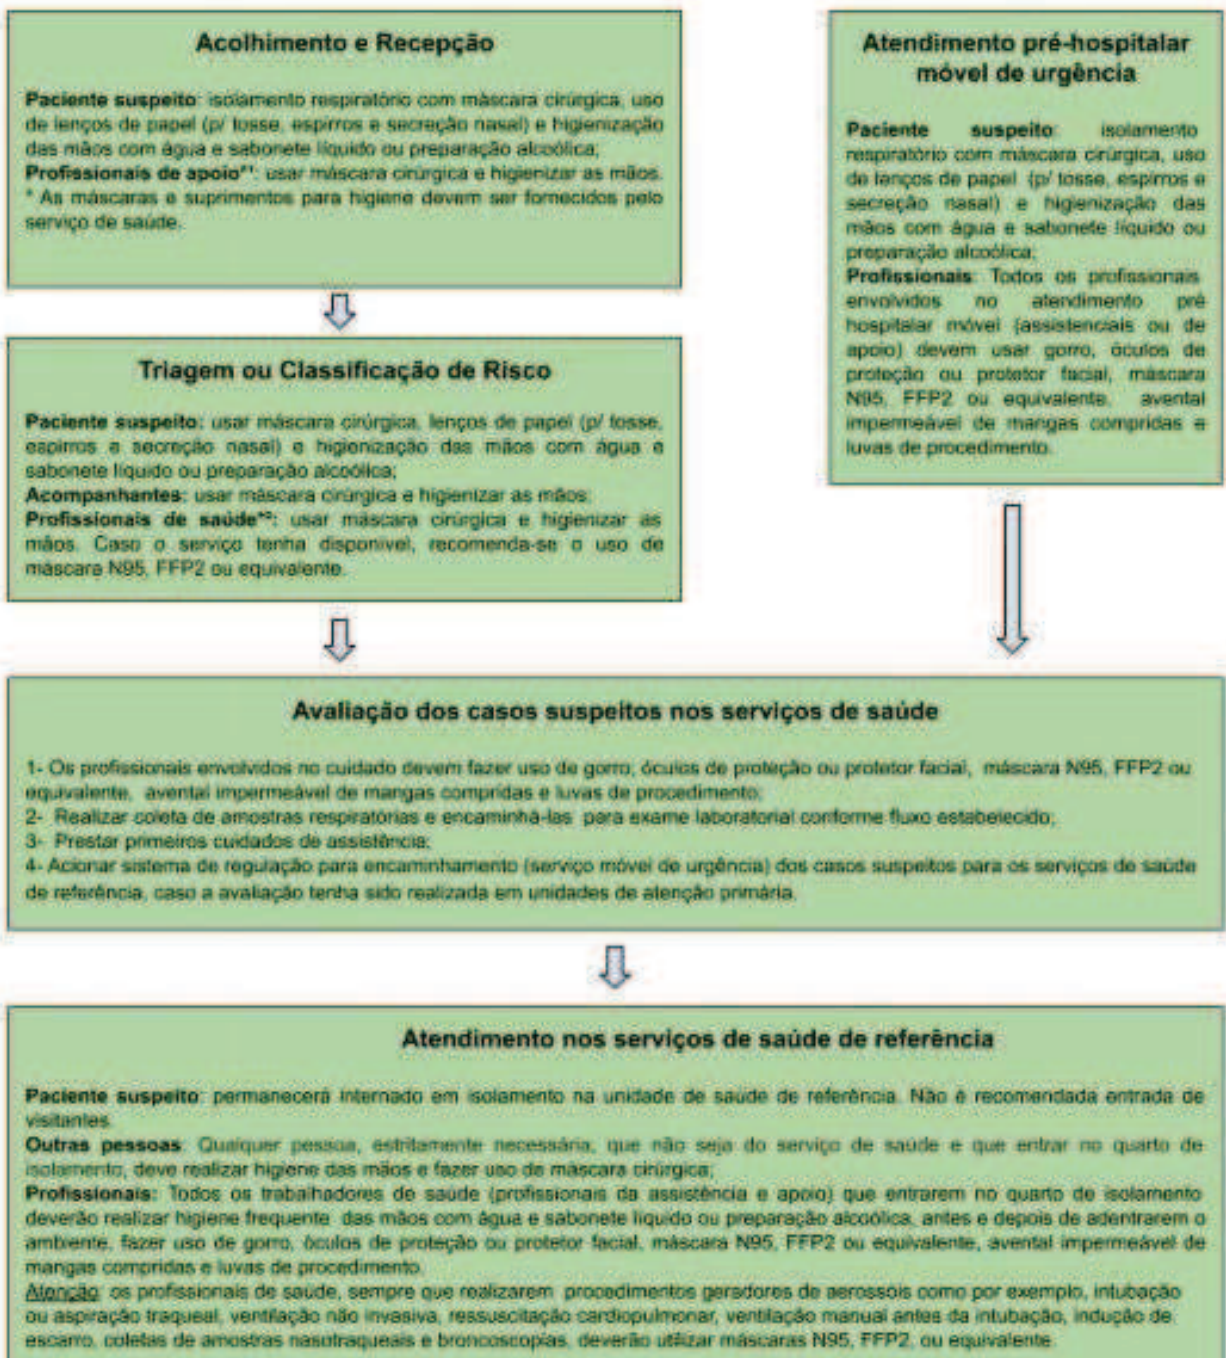 Acolhimento e Recepção
Paciente suspeito: isolamento respiratório com máscara cirúrgica, uso
de lenços de papel (p/ tosse, espirros e secreção nasal) e higienização
das mãos com água e sabonete líquido ou preparação alcoólica;
Profissionais de apoio*¹: usar máscara cirúrgica e higienizar as mãos.
* As máscaras e suprimentos para higiene devem ser fornecidos pelo
serviço de saúde.
Atendimento pré-hospitalar
móvel de urgência
Paciente suspeito: isolamento
respiratório com máscara cirúrgica, uso
de lenços de papel (p/ tosse, espirros e
secreção nasal) e higienização das
mãos com água e sabonete líquido ou
preparação alcoólica;
Profissionais: Todos os profissionais
envolvidos no atendimento pré
hospitalar móvel (assistenciais ou de
apoio) devem usar gorro, óculos de
proteção ou protetor facial, máscara
N95, FFP2 ou equivalente, avental
impermeável de mangas compridas e
luvas de procedimento.
Triagem ou Classificação de Risco
Paciente suspeito: usar máscara cirúrgica, lenços de papel (p/ tosse,
espirros e secreção nasal) e higienização das mãos com água e
sabonete líquido ou preparação alcoólica;
Acompanhantes: usar máscara cirúrgica e higienizar as mãos;
Profissionais de saúde*²: usar máscara cirúrgica e higienizar as
mãos. Caso o serviço tenha disponível, recomenda-se o uso de
máscara N95, FFP2 ou equivalente.
Avaliação dos casos suspeitos nos serviços de saúde
1- Os profissionais envolvidos no cuidado devem fazer uso de gorro, óculos de proteção ou protetor facial, máscara N95, FFP2 ou
equivalente, avental impermeável de mangas compridas e luvas de procedimento;
2- Realizar coleta de amostras respiratórias e encaminhá-las para exame laboratorial conforme fluxo estabelecido;
3- Prestar primeiros cuidados de assistência;
4- Acionar sistema de regulação para encaminhamento (serviço móvel de urgência) dos casos suspeitos para os serviços de saúde
de referência, caso a avaliação tenha sido realizada em unidades de atenção primária.
Atendimento nos serviços de saúde de referência
Paciente suspeito: permanecerá internado em isolamento na unidade de saúde de referência. Não é recomendada entrada de
visitantes.
Outras pessoas: Qualquer pessoa, estritamente necessária, que não seja do serviço de saúde e que entrar no quarto de
isolamento, deve realizar higiene das mãos e fazer uso de máscara cirúrgica;
Profissionais: Todos os trabalhadores de saúde (profissionais da assistência e apoio) que entrarem no quarto de isolamento
deverão realizar higiene frequente das mãos com água e sabonete líquido ou preparação alcoólica, antes e depois de adentrarem o
ambiente, fazer uso de gorro, óculos de proteção ou protetor facial, máscara N95, FFP2 ou equivalente, avental impermeável de
mangas compridas e luvas de procedimento.
Atenção: os profissionais de saúde, sempre que realizarem procedimentos geradores de aerossóis como por exemplo, intubação
ou aspiração traqueal, ventilação não invasiva, ressuscitação cardiopulmonar, ventilação manual antes da intubação, indução de
escarro, coletas de amostras nasotraqueais e broncoscopias, deverão utilizar máscaras N95, FFP2, ou equivalente.